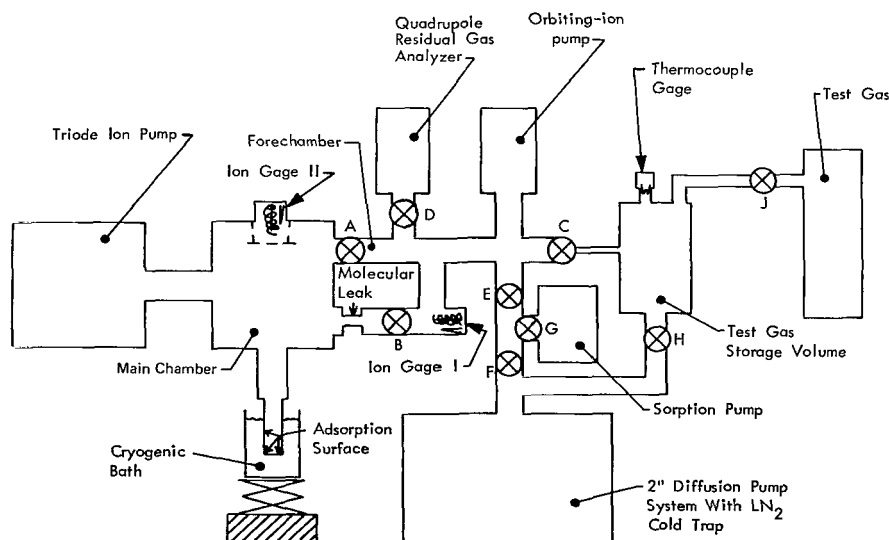 Quadrupole
Residual Gas
Analyzer
Orbiting-ion
pump
Thermocouple
Gage
Test Gas
Triode Ion Pump
Forechamber
Ion Gage II
A
D
C
J
Molecular
Leak
E
G
B
F
H
Main Chamber
Ion Gage I
Test Gas
Storage Volume
Sorption Pump
Adsorption
Surface
Cryogenic
Bath
2" Diffusion Pump
System With LN2
Cold Trap